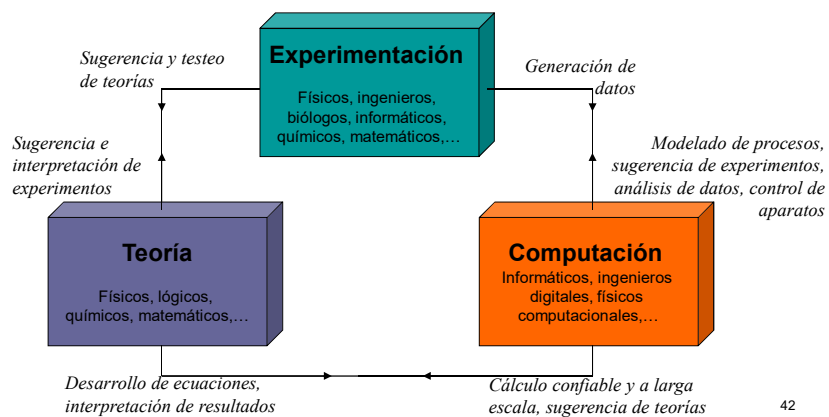 Sugerencia y testeo
de teorías
Experimentación
Físicos, ingenieros,
biólogos, informáticos,
químicos, matemáticos,…
Generación de
datos
Sugerencia e
interpretación de
experimentos
Modelado de procesos,
sugerencia de experimentos,
análisis de datos, control de
aparatos
Teoría
Físicos, lógicos,
químicos, matemáticos,…
Computación
Informáticos, ingenieros
digitales, físicos
computacionales,…
Desarrollo de ecuaciones,
interpretación de resultados
Cálculo confiable y a larga
escala, sugerencia de teorías
42